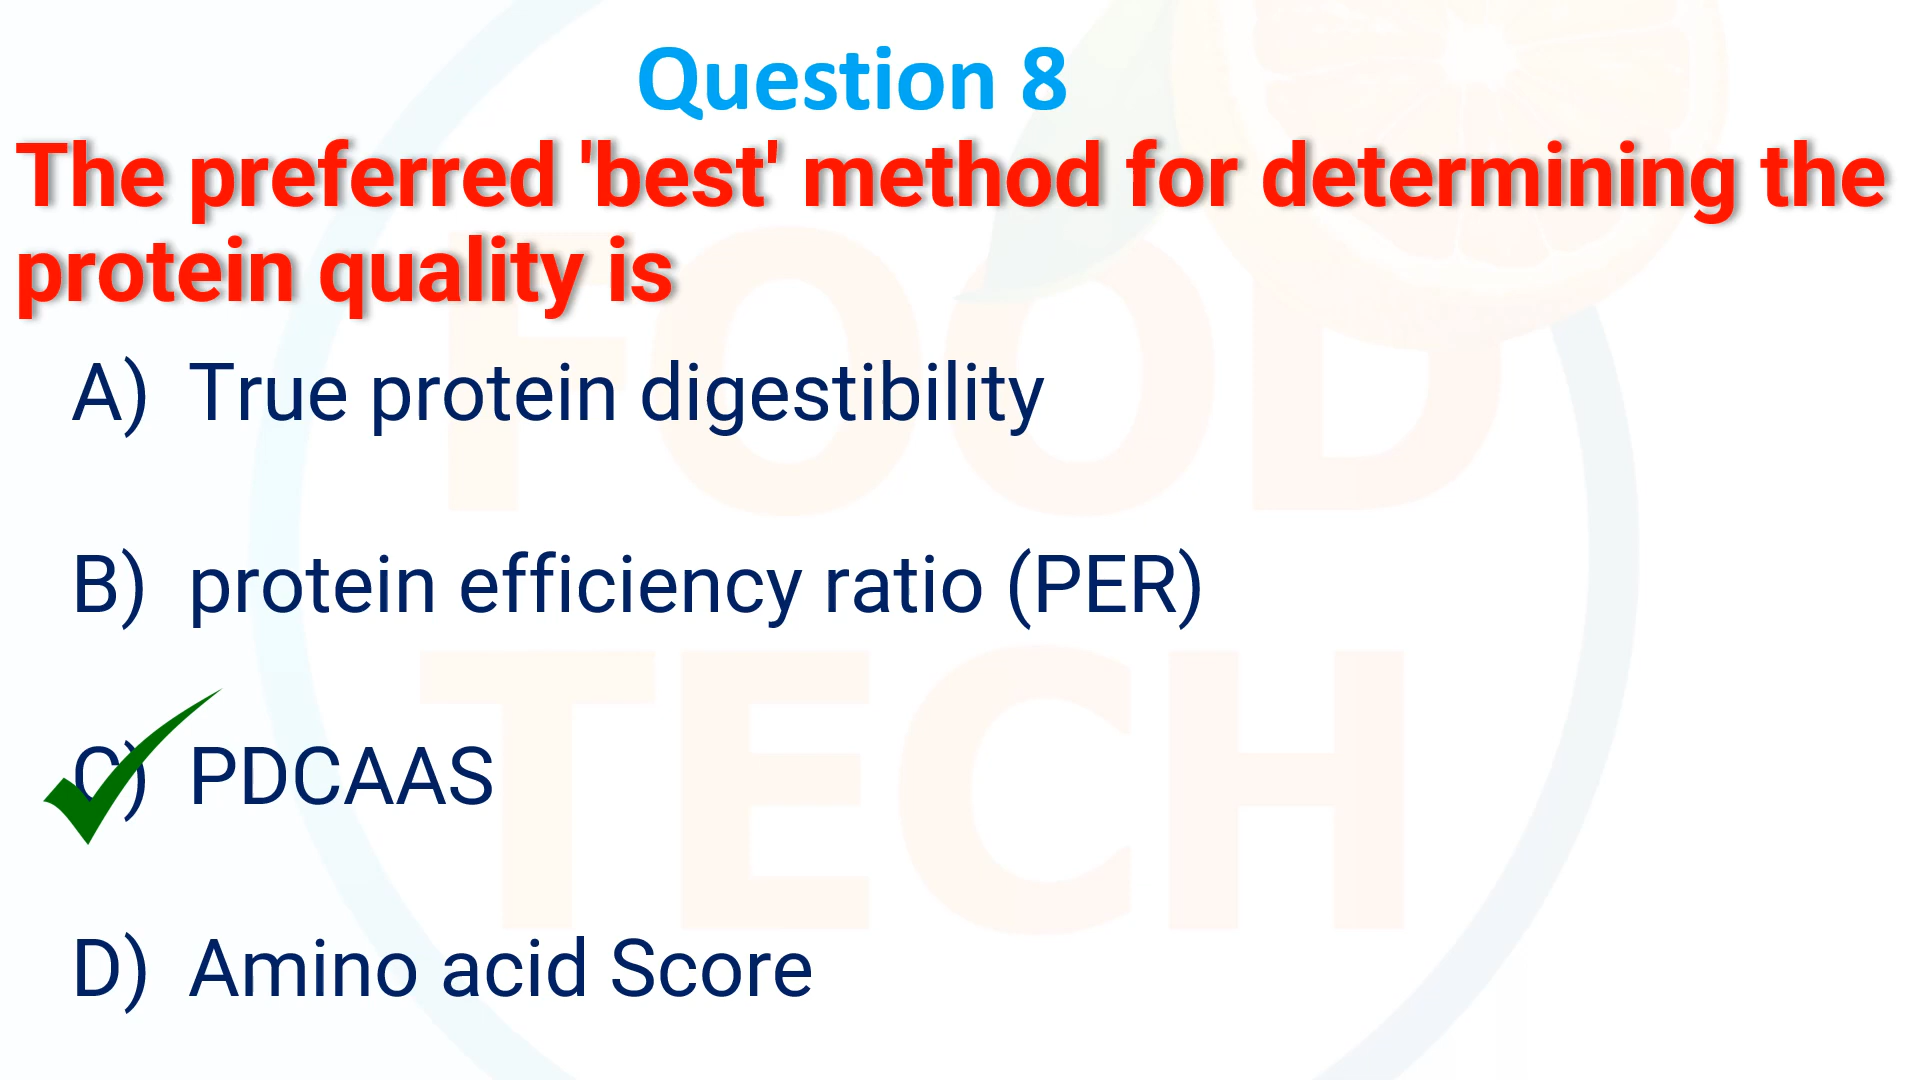 Question 8
The preferred 'best' method for determining the
protein quality is
A) True protein digestibility
B) protein efficiency ratio (PER)
C) PDCAAS
D) Amino acid Score
FOOD
TECH